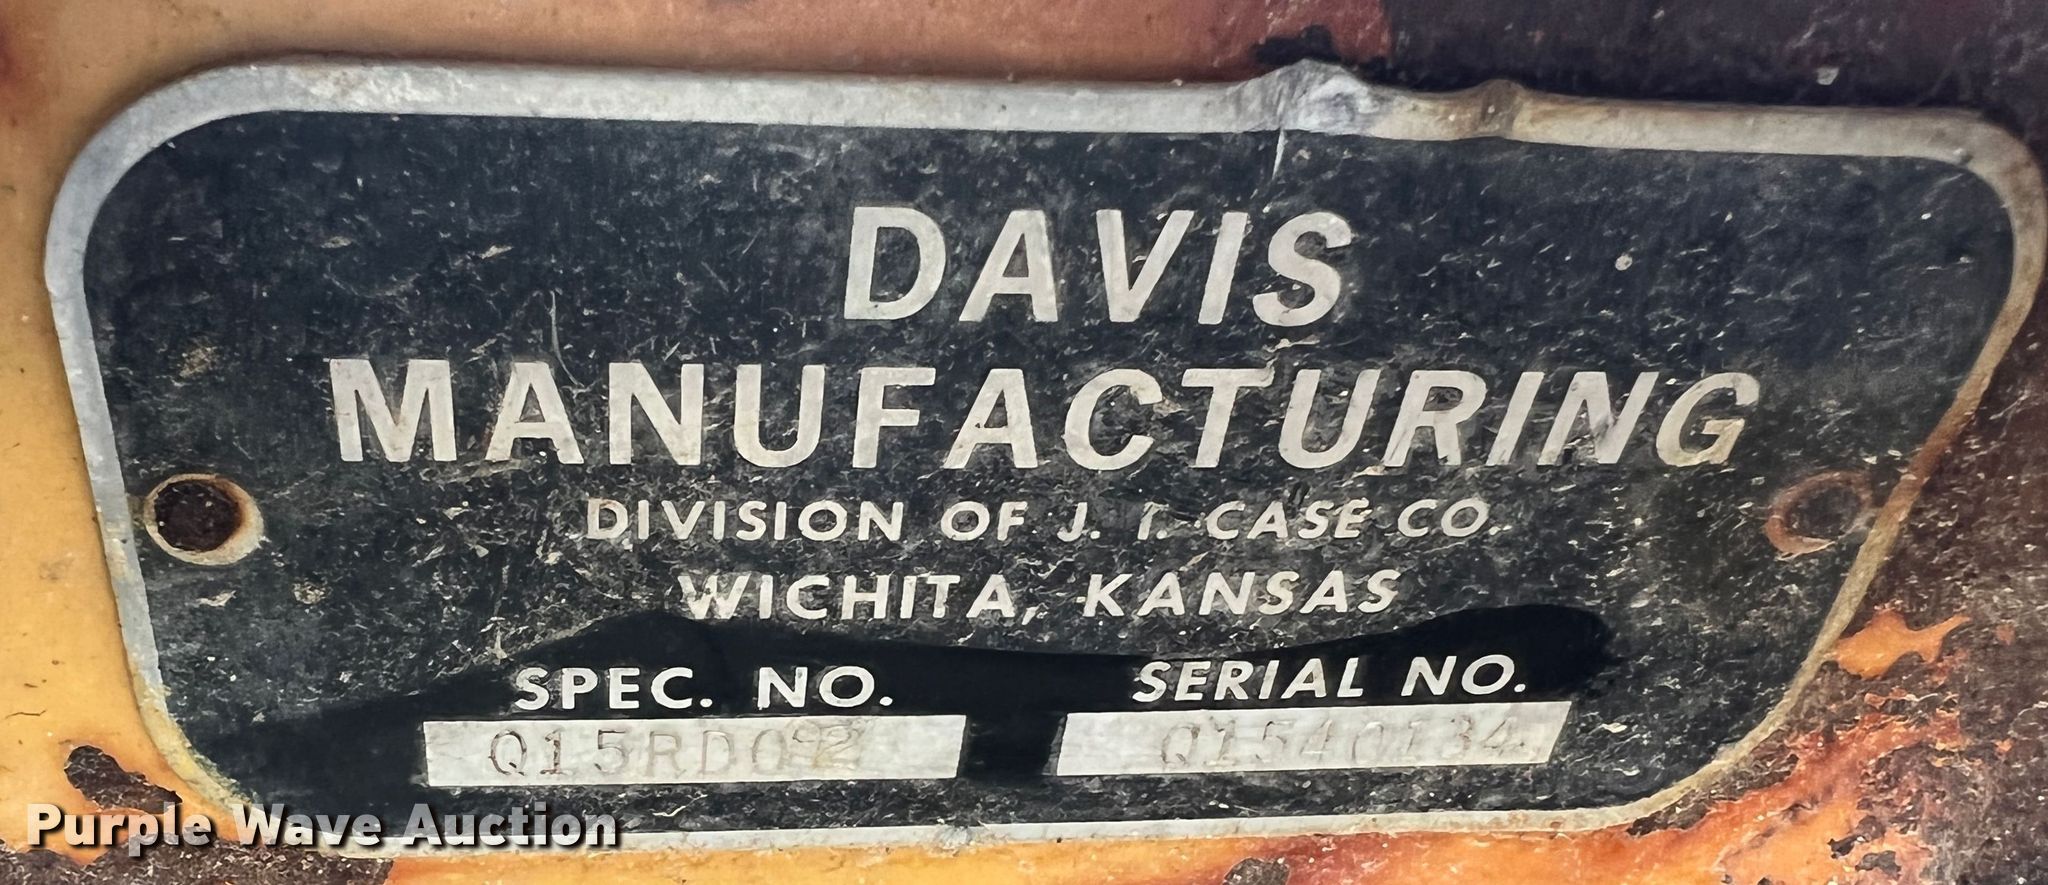 DAVIS
MANUFACTURING
DIVISION OF J. I. CASE CO.
WICHITA, KANSAS
SPEC. NO. SERIAL NO.
Q15RD092 Q1540134
Purple Wave Auction